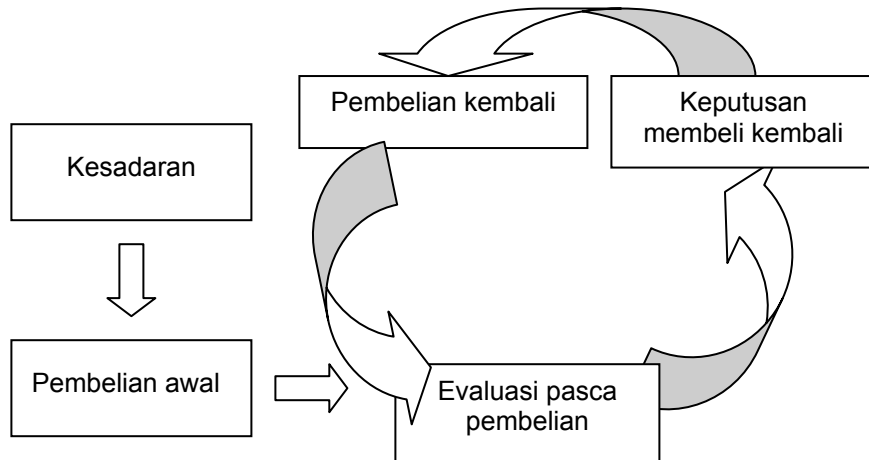 Pembelian kembali
Keputusan
membeli kembali
Kesadaran
Pembelian awal
Evaluasi pasca
pembelian